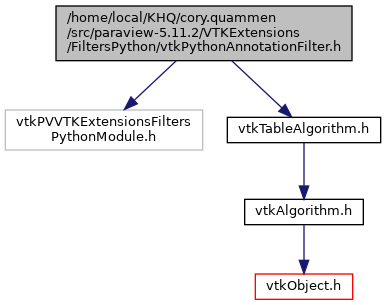 /home/local/KHQ/cory.quammen
/src/paraview-5.11.2/VTKExtensions
/FiltersPython/vtkPythonAnnotationFilter.h
vtkPVVTKExtensionsFilters
PythonModule.h
vtkTableAlgorithm.h
vtkAlgorithm.h
vtkObject.h